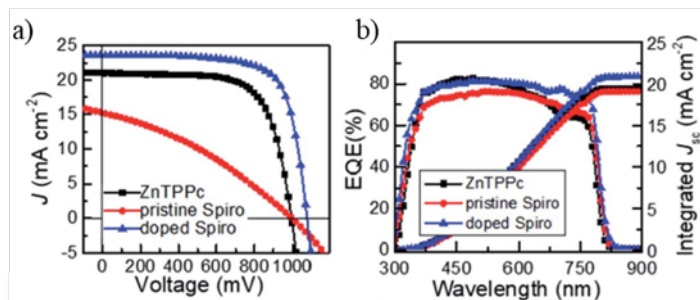 a)
J (mA cm⁻²)
25
20
15
10
5
0
-5
ZnTPPc
pristine Spiro
doped Spiro
0 200 400 600 800 1000
Voltage (mV)
b)
EQE(%)
100
80
60
40
20
0
ZnTPPc
pristine Spiro
doped Spiro
300 450 600 750 900
Wavelength (nm)
25
20
15
10
5
0
Integrated Jsc (mA cm⁻²)